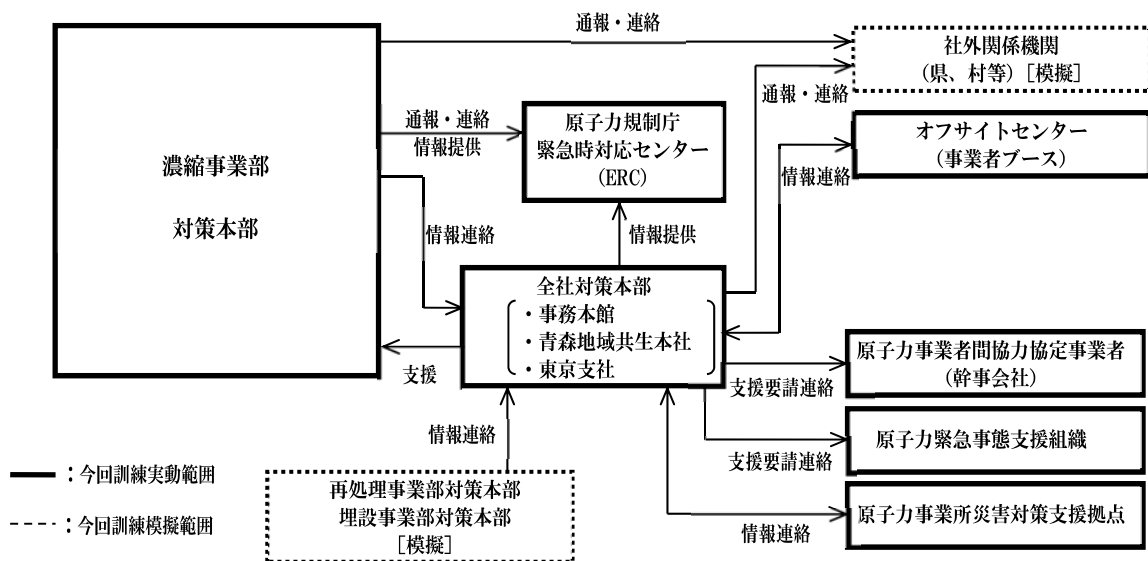 通報・連絡
社外関係機関
(県、村等)[模擬]
通報・連絡
通報・連絡
情報提供
原子力規制庁
緊急時対応センター
(ERC)
オフサイトセンター
(事業者ブース)
情報連絡
濃縮事業部
対策本部
情報連絡
情報提供
全社対策本部
・事務本館
・青森地域共生本社
・東京支社
支援
原子力事業者間協力協定事業者
(幹事会社)
支援要請連絡
情報連絡
原子力緊急事態支援組織
支援要請連絡
:今回訓練実動範囲
再処理事業部対策本部
埋設事業部対策本部
[模擬]
原子力事業所災害対策支援拠点
情報連絡
:今回訓練模擬範囲